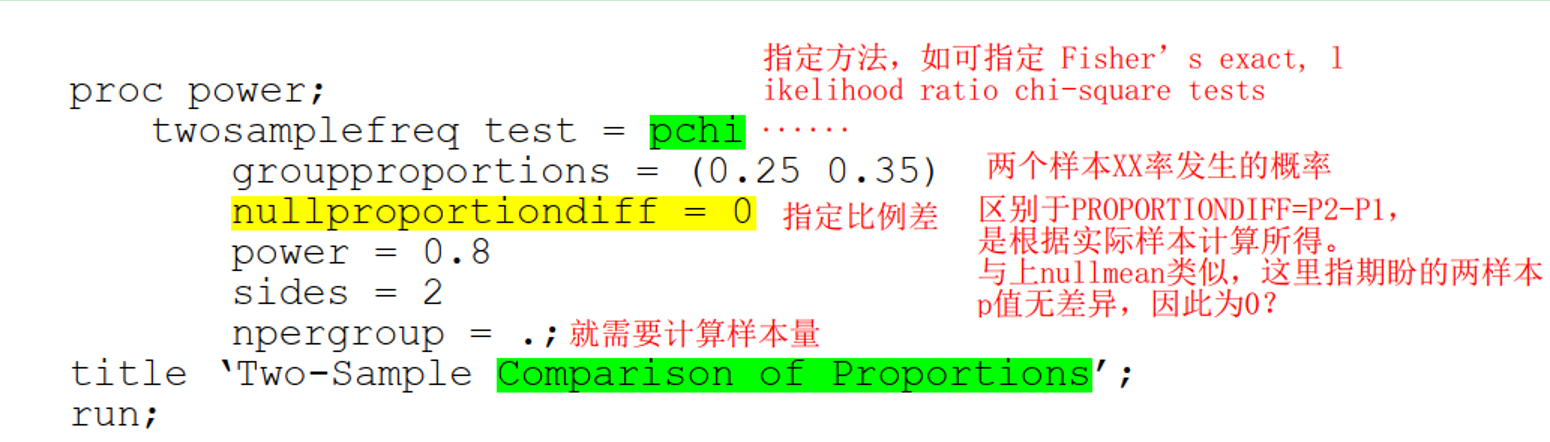 指定方法，如可指定 Fisher’s exact, l
ikelihood ratio chi-square tests
proc power;
twosamplefreq test = pchi ······
groupproportions = (0.25 0.35) 两个样本XX率发生的概率
nullproportiondiff = 0 指定比例差
区别于PROPORTIONDIFF=P2-P1，
是根据实际样本计算所得。
与上nullmean类似，这里指期盼的两样本
p值无差异，因此为0？
power = 0.8
sides = 2
npergroup = .; 就需要计算样本量
title ‘Two-Sample Comparison of Proportions’;
run;